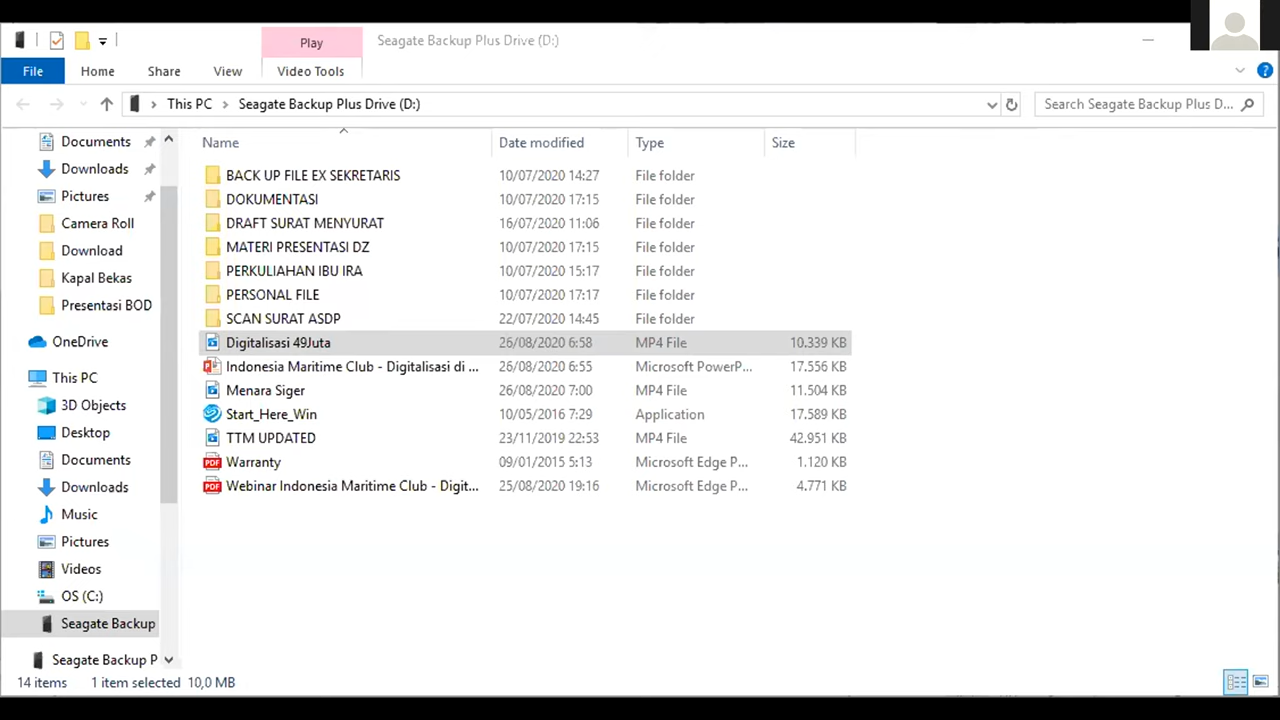 Play
Seagate Backup Plus Drive (D:)
File
Home
Share
View
Video Tools
This PC
Seagate Backup Plus Drive (D:)
Search Seagate Backup Plus D...
Documents
Downloads
Pictures
Camera Roll
Download
Kapal Bekas
Presentasi BOD
OneDrive
This PC
3D Objects
Desktop
Documents
Downloads
Music
Pictures
Videos
OS (C:)
Seagate Backup
Seagate Backup P
Name Date modified Type Size
BACK UP FILE EX SEKRETARIS 10/07/2020 14:27 File folder
DOKUMENTASI 10/07/2020 17:15 File folder
DRAFT SURAT MENYURAT 16/07/2020 11:06 File folder
MATERI PRESENTASI DZ 10/07/2020 17:15 File folder
PERKULIAHAN IBU IRA 10/07/2020 15:17 File folder
PERSONAL FILE 10/07/2020 17:17 File folder
SCAN SURAT ASDP 22/07/2020 14:45 File folder
Digitalisasi 49Juta 26/08/2020 6:58 MP4 File 10.339 KB
Indonesia Maritime Club - Digitalisasi di ... 26/08/2020 6:55 Microsoft PowerP... 17.556 KB
Menara Siger 26/08/2020 7:00 MP4 File 11.504 KB
Start_Here_Win 10/05/2016 7:29 Application 17.589 KB
TTM UPDATED 23/11/2019 22:53 MP4 File 42.951 KB
Warranty 09/01/2015 5:13 Microsoft Edge P... 1.120 KB
Webinar Indonesia Maritime Club - Digit... 25/08/2020 19:16 Microsoft Edge P... 4.771 KB
14 items 1 item selected 10,0 MB